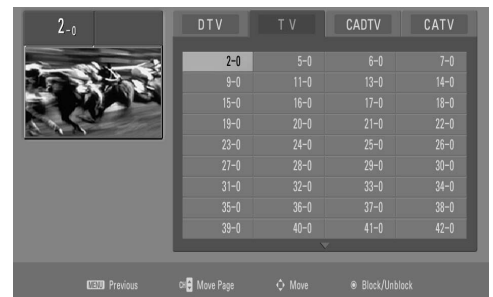 2-0
DTV TV CADTV CATV
2-0 5-0 6-0 7-0
9-0 11-0 13-0 14-0
15-0 16-0 17-0 18-0
19-0 20-0 21-0 22-0
23-0 24-0 25-0 26-0
27-0 28-0 29-0 30-0
31-0 32-0 33-0 34-0
35-0 36-0 37-0 38-0
39-0 40-0 41-0 42-0
MENU Previous CH Move Page Move Block/Unblock